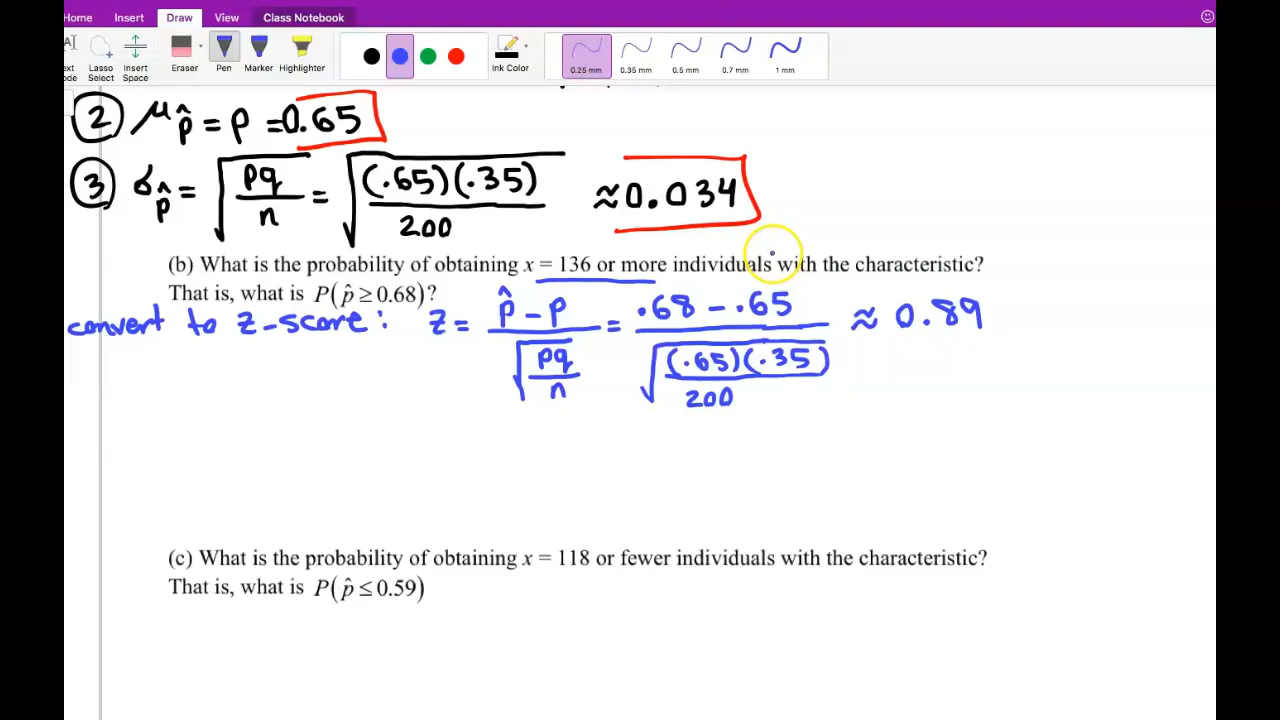 Home Insert Draw View Class Notebook
Lasso Select Insert Space Eraser Pen Marker Highlighter Ink Color 0.25 mm 0.35 mm 0.5 mm 0.7 mm 1 mm
② μp̂ = p = 0.65
③ σp̂ = √(pq/n) = √((.65)(.35)/200) ≈ 0.034
(b) What is the probability of obtaining x = 136 or more individuals with the characteristic?
That is, what is P(p̂ ≥ 0.68)?
convert to z-score: z = (p̂ - p)/√(pq/n) = (.68 - .65)/√((.65)(.35)/200) ≈ 0.89
(c) What is the probability of obtaining x = 118 or fewer individuals with the characteristic?
That is, what is P(p̂ ≤ 0.59)